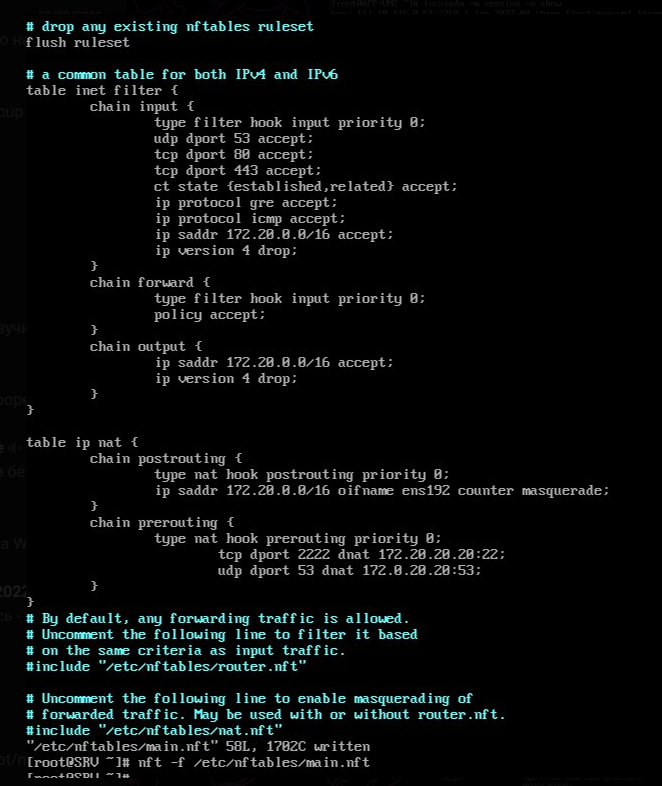 # drop any existing nftables ruleset
flush ruleset

# a common table for both IPv4 and IPv6
table inet filter {
        chain input {
                type filter hook input priority 0;
                udp dport 53 accept;
                tcp dport 80 accept;
                tcp dport 443 accept;
                ct state {established,related} accept;
                ip protocol gre accept;
                ip protocol icmp accept;
                ip saddr 172.20.0.0/16 accept;
                ip version 4 drop;
        }
        chain forward {
                type filter hook input priority 0;
                policy accept;
        }
        chain output {
                ip saddr 172.20.0.0/16 accept;
                ip version 4 drop;
        }
}

table ip nat {
        chain postrouting {
                type nat hook postrouting priority 0;
                ip saddr 172.20.0.0/16 oifname ens192 counter masquerade;
        }
        chain prerouting {
                type nat hook prerouting priority 0;
                        tcp dport 2222 dnat 172.20.20.20:22;
                        udp dport 53 dnat 172.0.20.20:53;
        }
}
# By default, any forwarding traffic is allowed.
# Uncomment the following line to filter it based
# on the same criteria as input traffic.
#include "/etc/nftables/router.nft"

# Uncomment the following line to enable masquerading of
# forwarded traffic. May be used with or without router.nft.
#include "/etc/nftables/nat.nft"
"/etc/nftables/main.nft" 58L, 1702C written
[root@SRV ~]# nft -f /etc/nftables/main.nft
[root@SRV ~]#